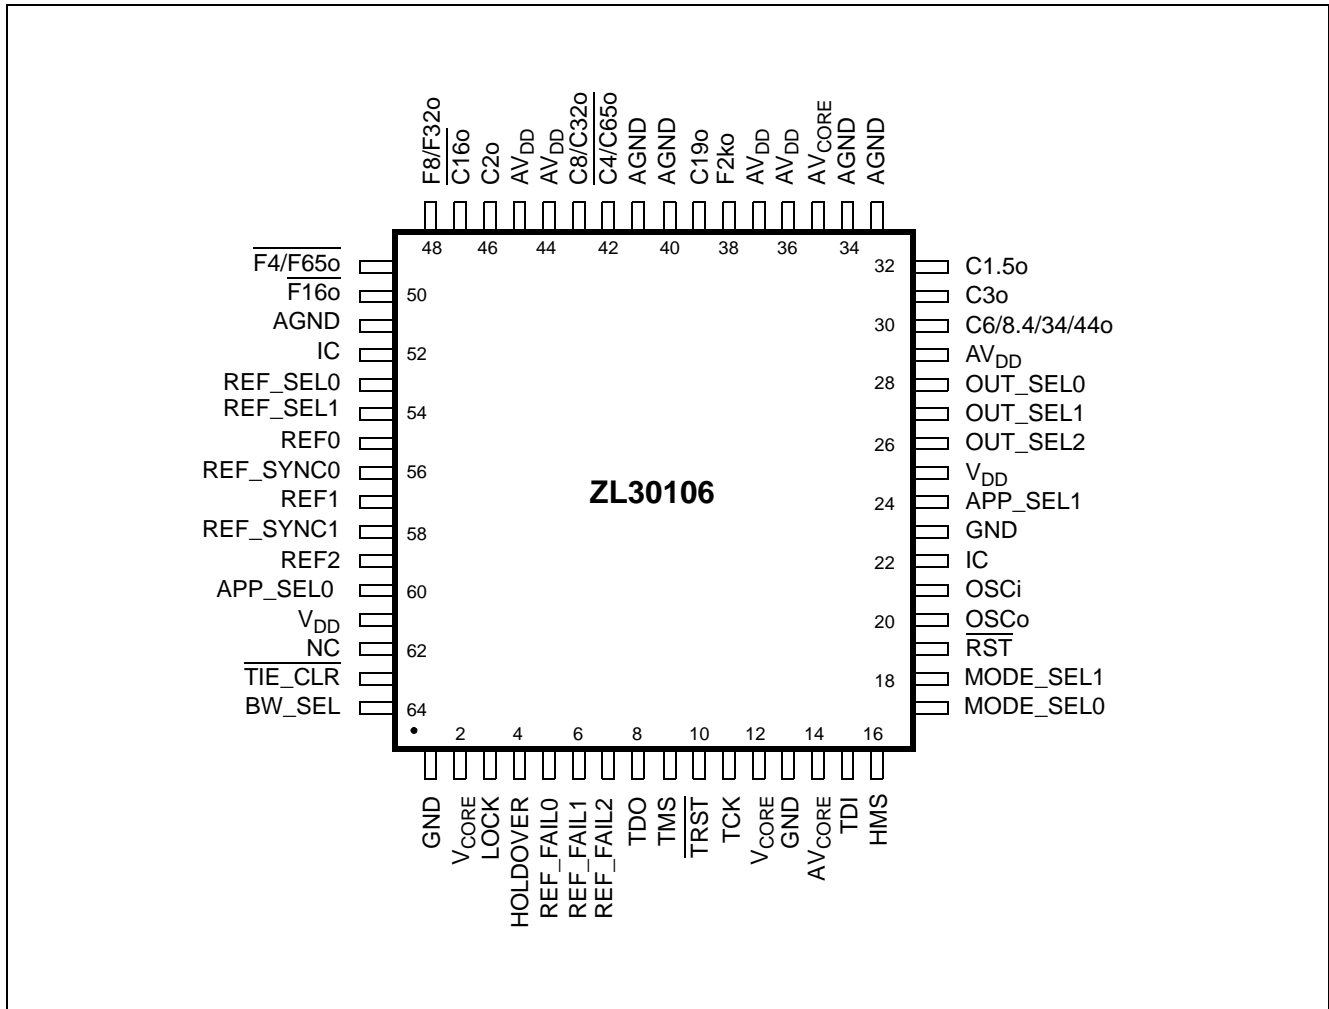 F8/F32o
C16o
C2o
AVDD
AVDD
C8/C32o
C4/C65o
AGND
AGND
C19o
F2ko
AVDD
AVDD
AVCORE
AGND
AGND
48
46
44
42
40
38
36
34
F4/F65o
F16o
50
AGND
IC
52
REF_SEL0
REF_SEL1
54
REF0
REF_SYNC0
56
REF1
REF_SYNC1
58
REF2
APP_SEL0
60
VDD
NC
62
TIE_CLR
BW_SEL
64
ZL30106
32
C1.5o
C3o
30
C6/8.4/34/44o
AVDD
28
OUT_SEL0
OUT_SEL1
26
OUT_SEL2
VDD
24
APP_SEL1
GND
22
IC
OSCi
20
OSCo
RST
18
MODE_SEL1
MODE_SEL0
2
4
6
8
10
12
14
16
GND
VCORE
LOCK
HOLDOVER
REF_FAIL0
REF_FAIL1
REF_FAIL2
TDO
TMS
TRST
TCK
VCORE
GND
AVCORE
TDI
HMS